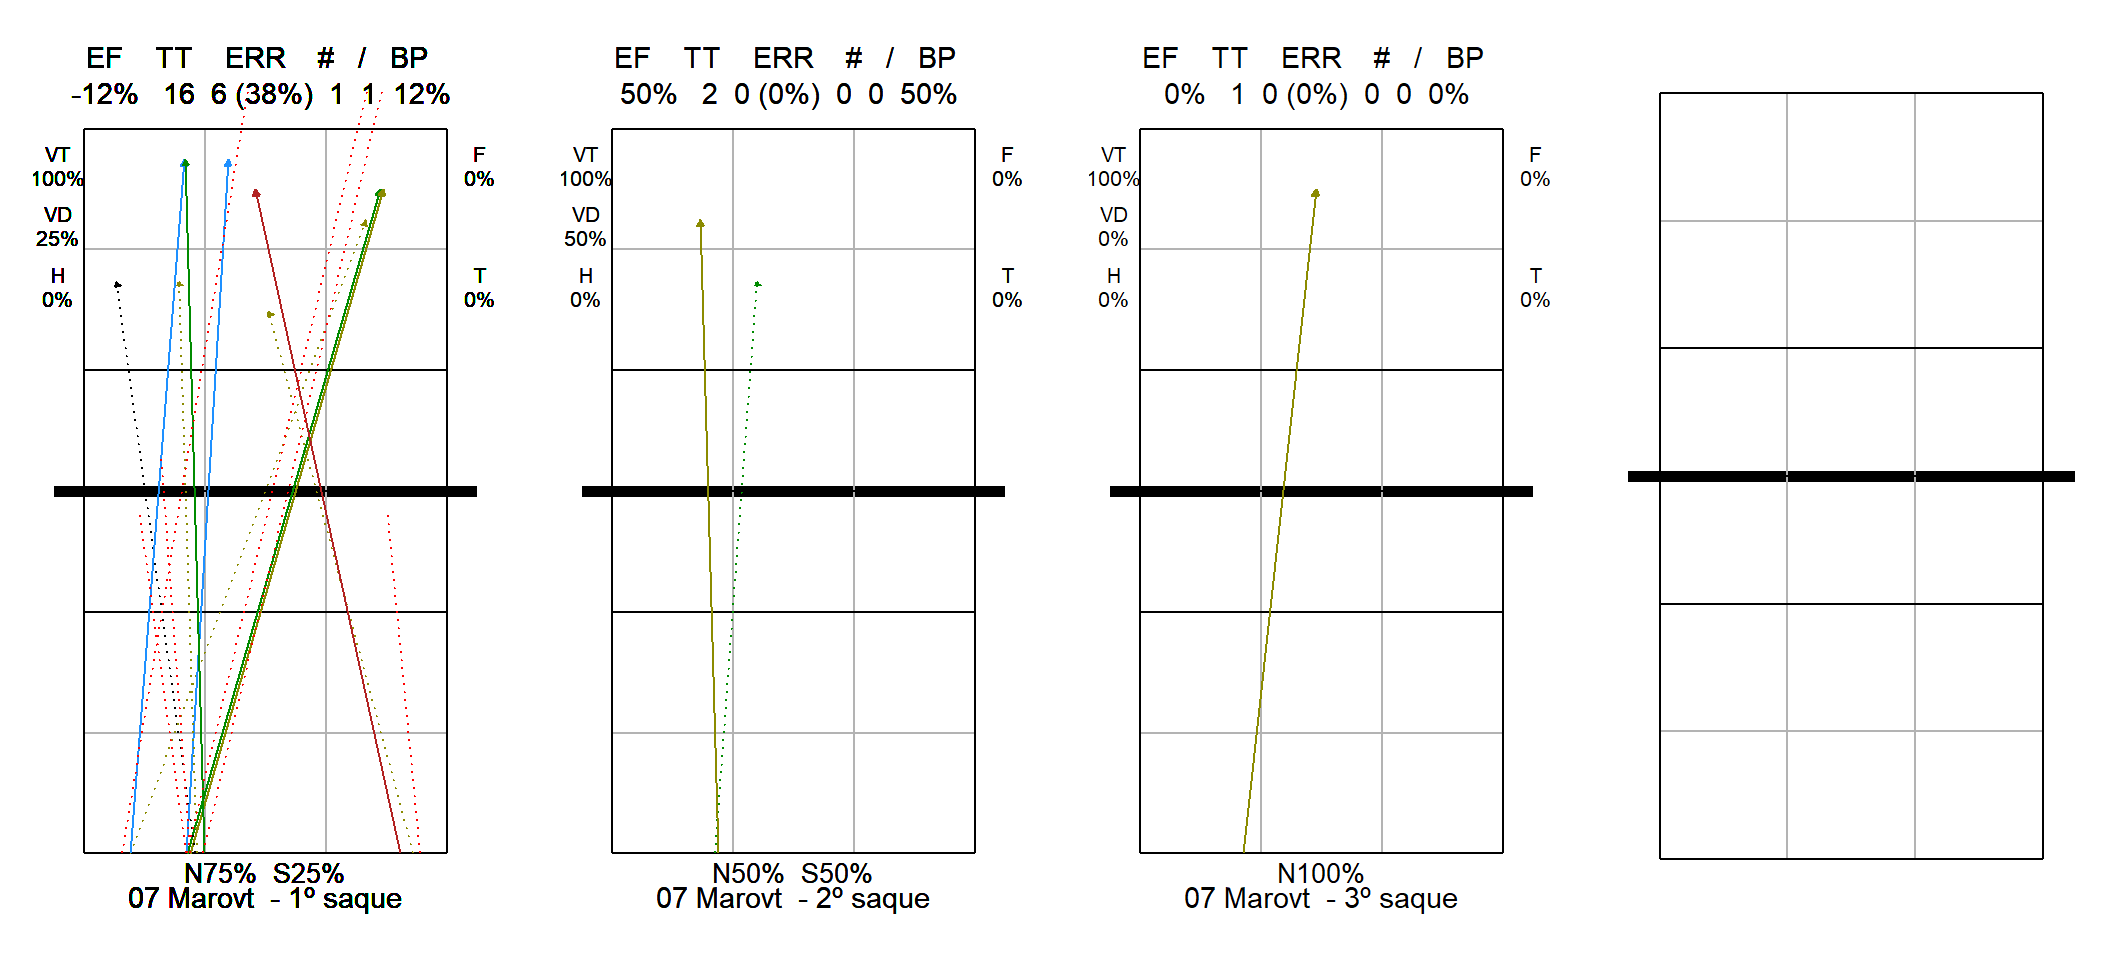 EF TT ERR # / BP
-12% 16 6 (38%) 1 1 12%
VT
100%
VD
25%
H
0%
F
0%
T
0%
N75% S25%
07 Marovt - 1º saque
EF TT ERR # / BP
50% 2 0 (0%) 0 0 50%
VT
100%
VD
50%
H
0%
F
0%
T
0%
N50% S50%
07 Marovt - 2º saque
EF TT ERR # / BP
0% 1 0 (0%) 0 0 0%
VT
100%
VD
0%
H
0%
F
0%
T
0%
N100%
07 Marovt - 3º saque